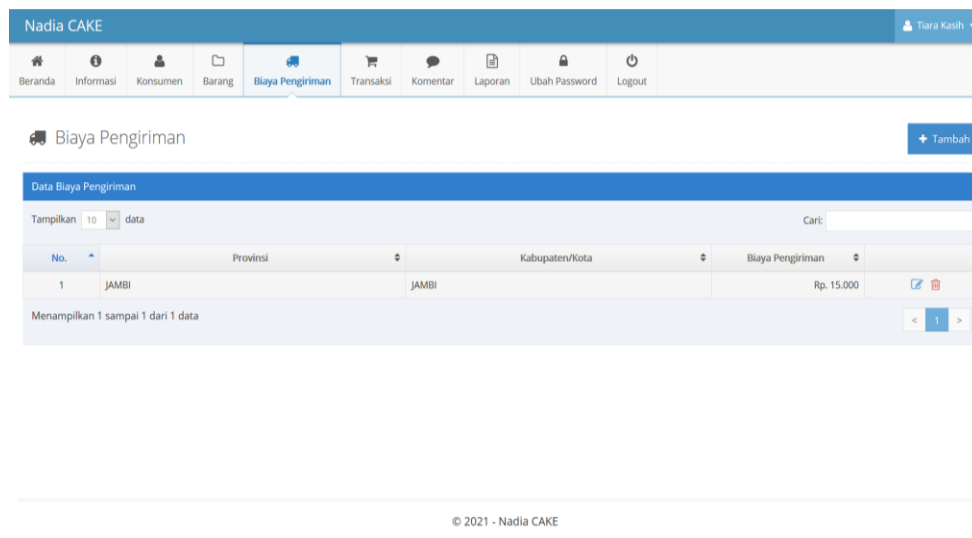 Nadia CAKE
Tiara Kasih
Beranda Informasi Konsumen Barang Biaya Pengiriman Transaksi Komentar Laporan Ubah Password Logout
Biaya Pengiriman
+ Tambah
Data Biaya Pengiriman
Tampilkan 10 data
Cari:
No. Provinsi Kabupaten/Kota Biaya Pengiriman
1 JAMBI JAMBI Rp. 15.000
Menampilkan 1 sampai 1 dari 1 data
< 1 >
© 2021 - Nadia CAKE